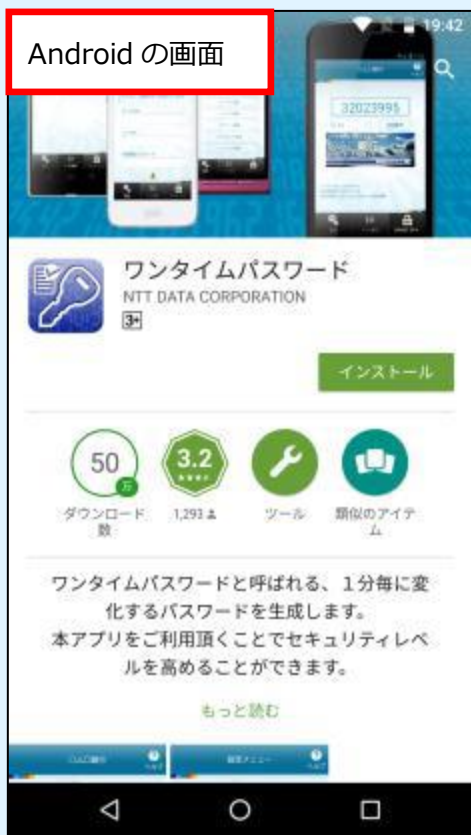 Android の画面
19:42
32023995
ワンタイムパスワード
NTT DATA CORPORATION
3+
インストール
50
万
ダウンロード
数
3.2
1,293
ツール
類似のアイテ
ム
ワンタイムパスワードと呼ばれる、１分毎に変
化するパスワードを生成します。
本アプリをご利用頂くことでセキュリティレベ
ルを高めることができます。
もっと読む
ヘルプ
ヘルプ